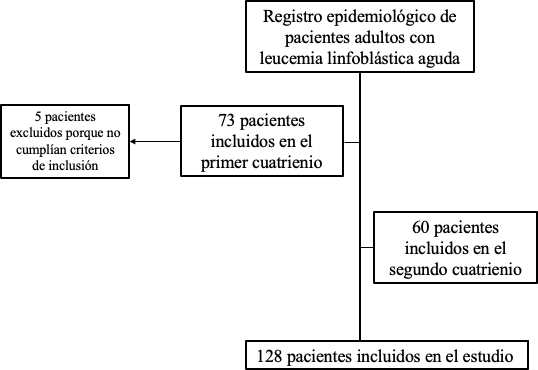 Registro epidemiológico de
pacientes adultos con
leucemia linfoblástica aguda
5 pacientes
excluidos porque no
cumplían criterios
de inclusión
73 pacientes
incluidos en el
primer cuatrienio
60 pacientes
incluidos en el
segundo cuatrienio
128 pacientes incluidos en el estudio